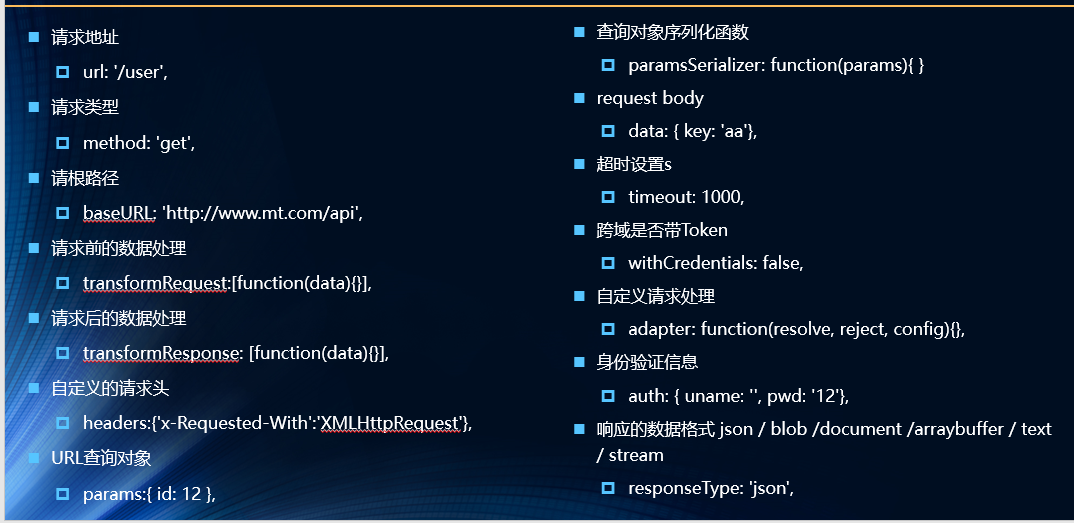 请求地址
url: '/user',
请求类型
method: 'get',
请根路径
baseURL: 'http://www.mt.com/api',
请求前的数据处理
transformRequest:[function(data){}],
请求后的数据处理
transformResponse: [function(data){}],
自定义的请求头
headers:{'x-Requested-With':'XMLHttpRequest'},
URL查询对象
params:{ id: 12 },
查询对象序列化函数
paramsSerializer: function(params){ }
request body
data: { key: 'aa'},
超时设置s
timeout: 1000,
跨域是否带Token
withCredentials: false,
自定义请求处理
adapter: function(resolve, reject, config){},
身份验证信息
auth: { uname: '', pwd: '12'},
响应的数据格式 json / blob /document /arraybuffer / text
/ stream
responseType: 'json',